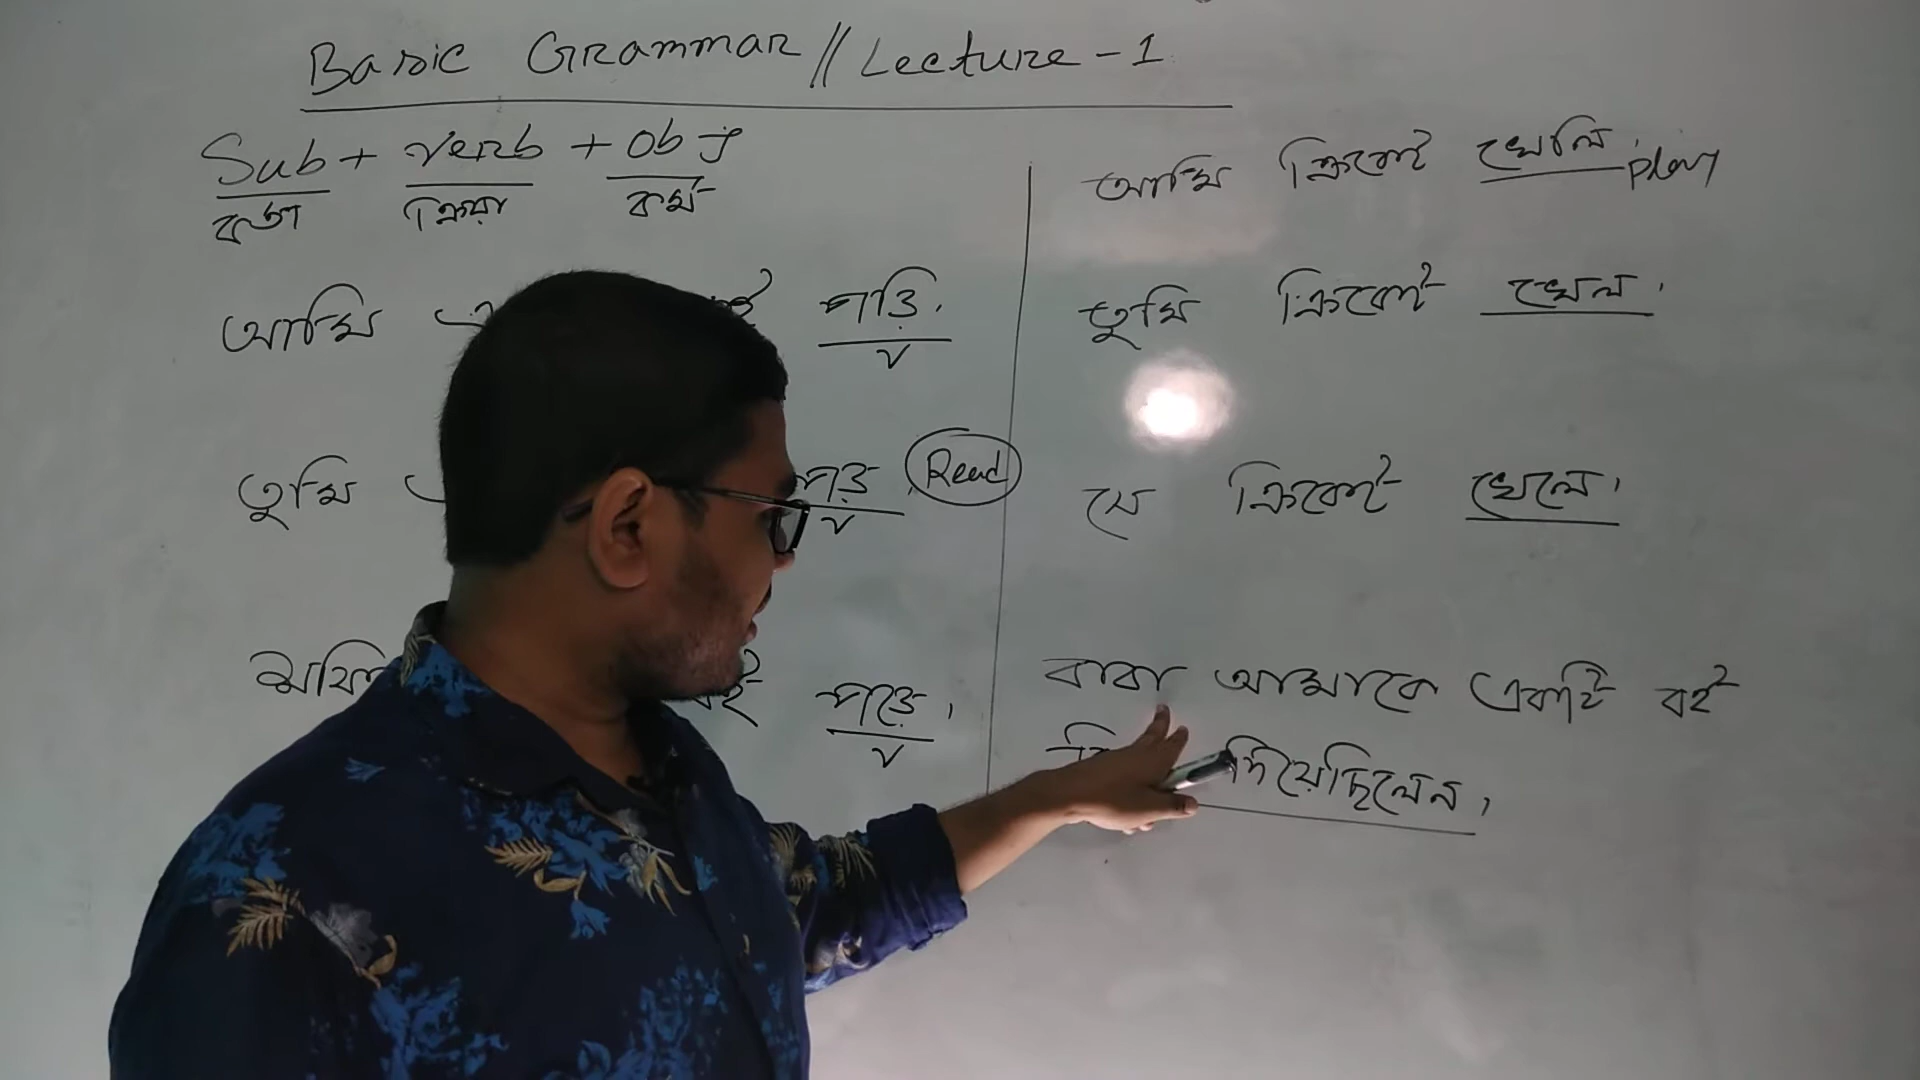 Basic Grammar // Lecture - 1
Sub + verb + Obj
কর্তা ক্রিয়া কর্ম
আমি পড়ি।
v
তুমি পড় Read
v
বই পড়ে।
v
আমি ক্রিকেট খেলি। play
তুমি ক্রিকেট খেল।
সে ক্রিকেট খেলে।
বাবা আমাকে একটি বই
দিয়েছিলেন।